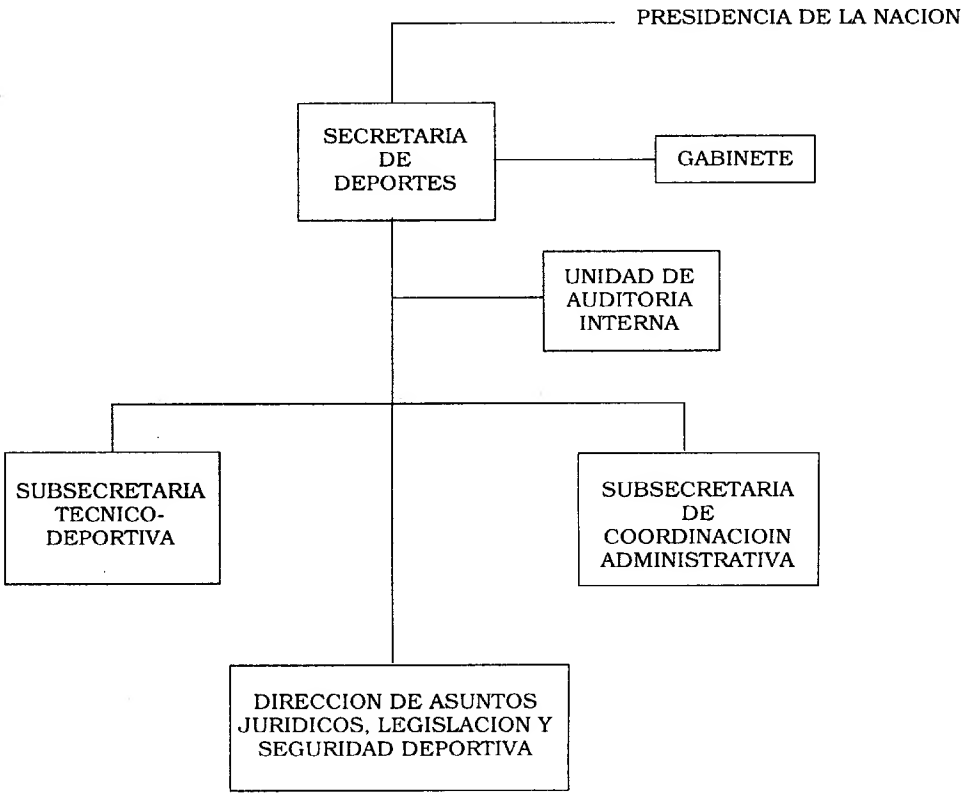 PRESIDENCIA DE LA NACION
SECRETARIA
DE
DEPORTES
GABINETE
UNIDAD DE
AUDITORIA
INTERNA
SUBSECRETARIA
TECNICO-
DEPORTIVA
SUBSECRETARIA
DE
COORDINACIOIN
ADMINISTRATIVA
DIRECCION DE ASUNTOS
JURIDICOS, LEGISLACION Y
SEGURIDAD DEPORTIVA